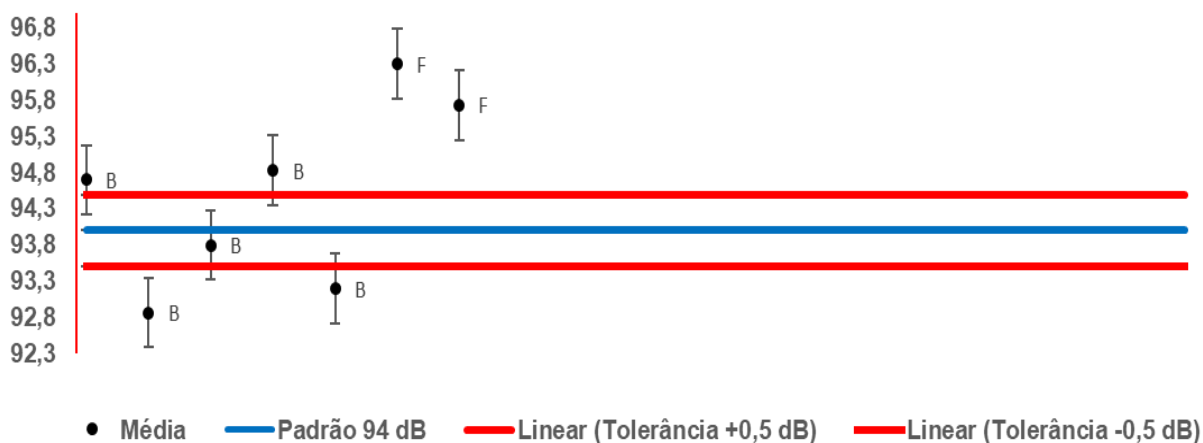 96,8
96,3
95,8
95,3
94,8
94,3
93,8
93,3
92,8
92,3
F
F
B
B
B
B
B
Média Padrão 94 dB Linear (Tolerância +0,5 dB) Linear (Tolerância -0,5 dB)